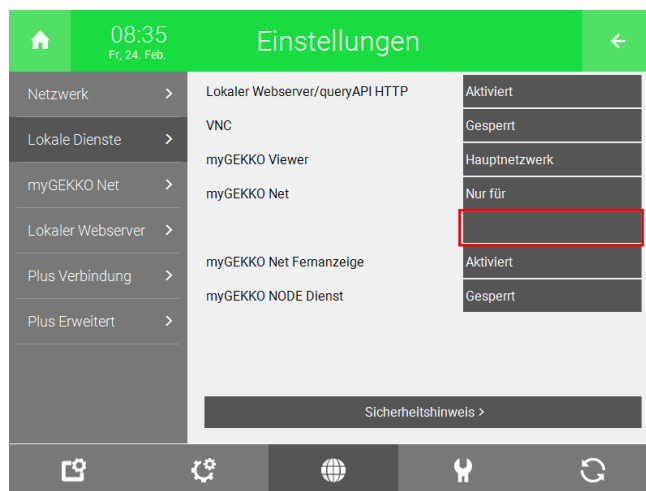 08:35
Fr, 24. Feb.
Einstellungen
Netzwerk
Lokale Dienste
myGEKKO Net
Lokaler Webserver
Plus Verbindung
Plus Erweitert
Lokaler Webserver/queryAPI HTTP Aktiviert
VNC Gesperrt
myGEKKO Viewer Hauptnetzwerk
myGEKKO Net Nur für
myGEKKO Net Fernanzeige Aktiviert
myGEKKO NODE Dienst Gesperrt
Sicherheitshinweis >